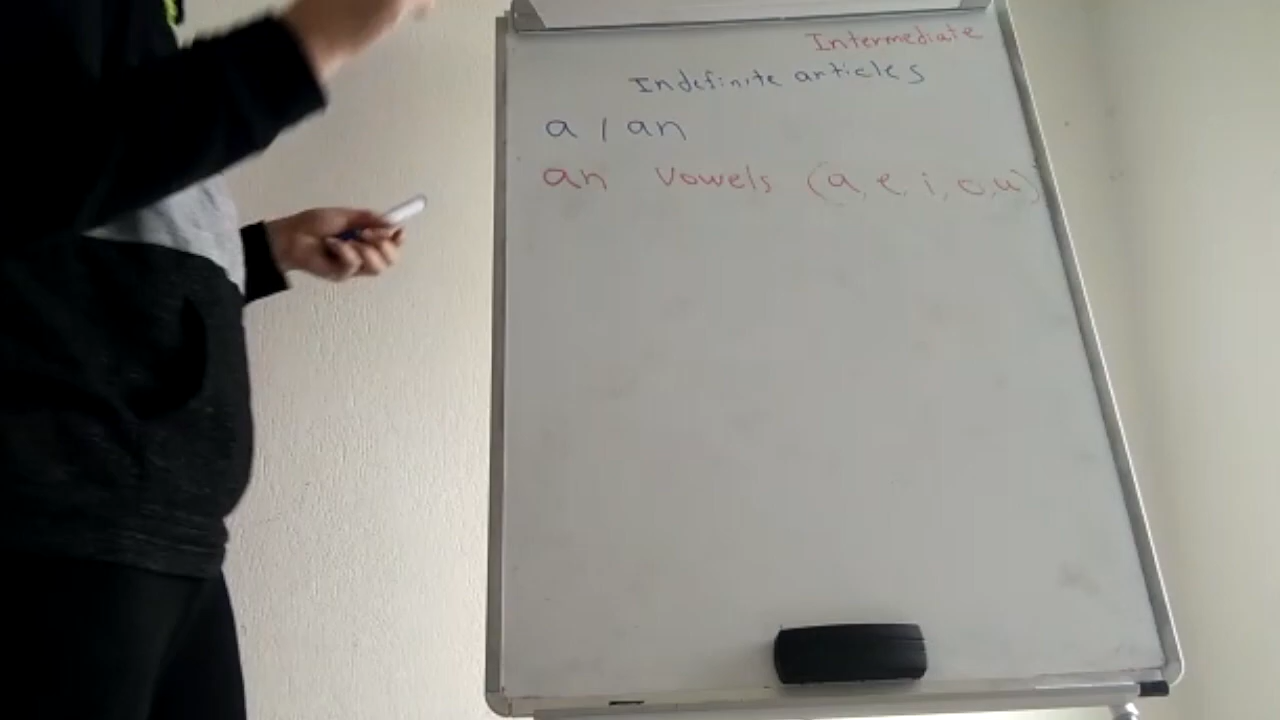 Intermediate
Indefinite articles
a / an
an vowels (a, e, i, o, u)